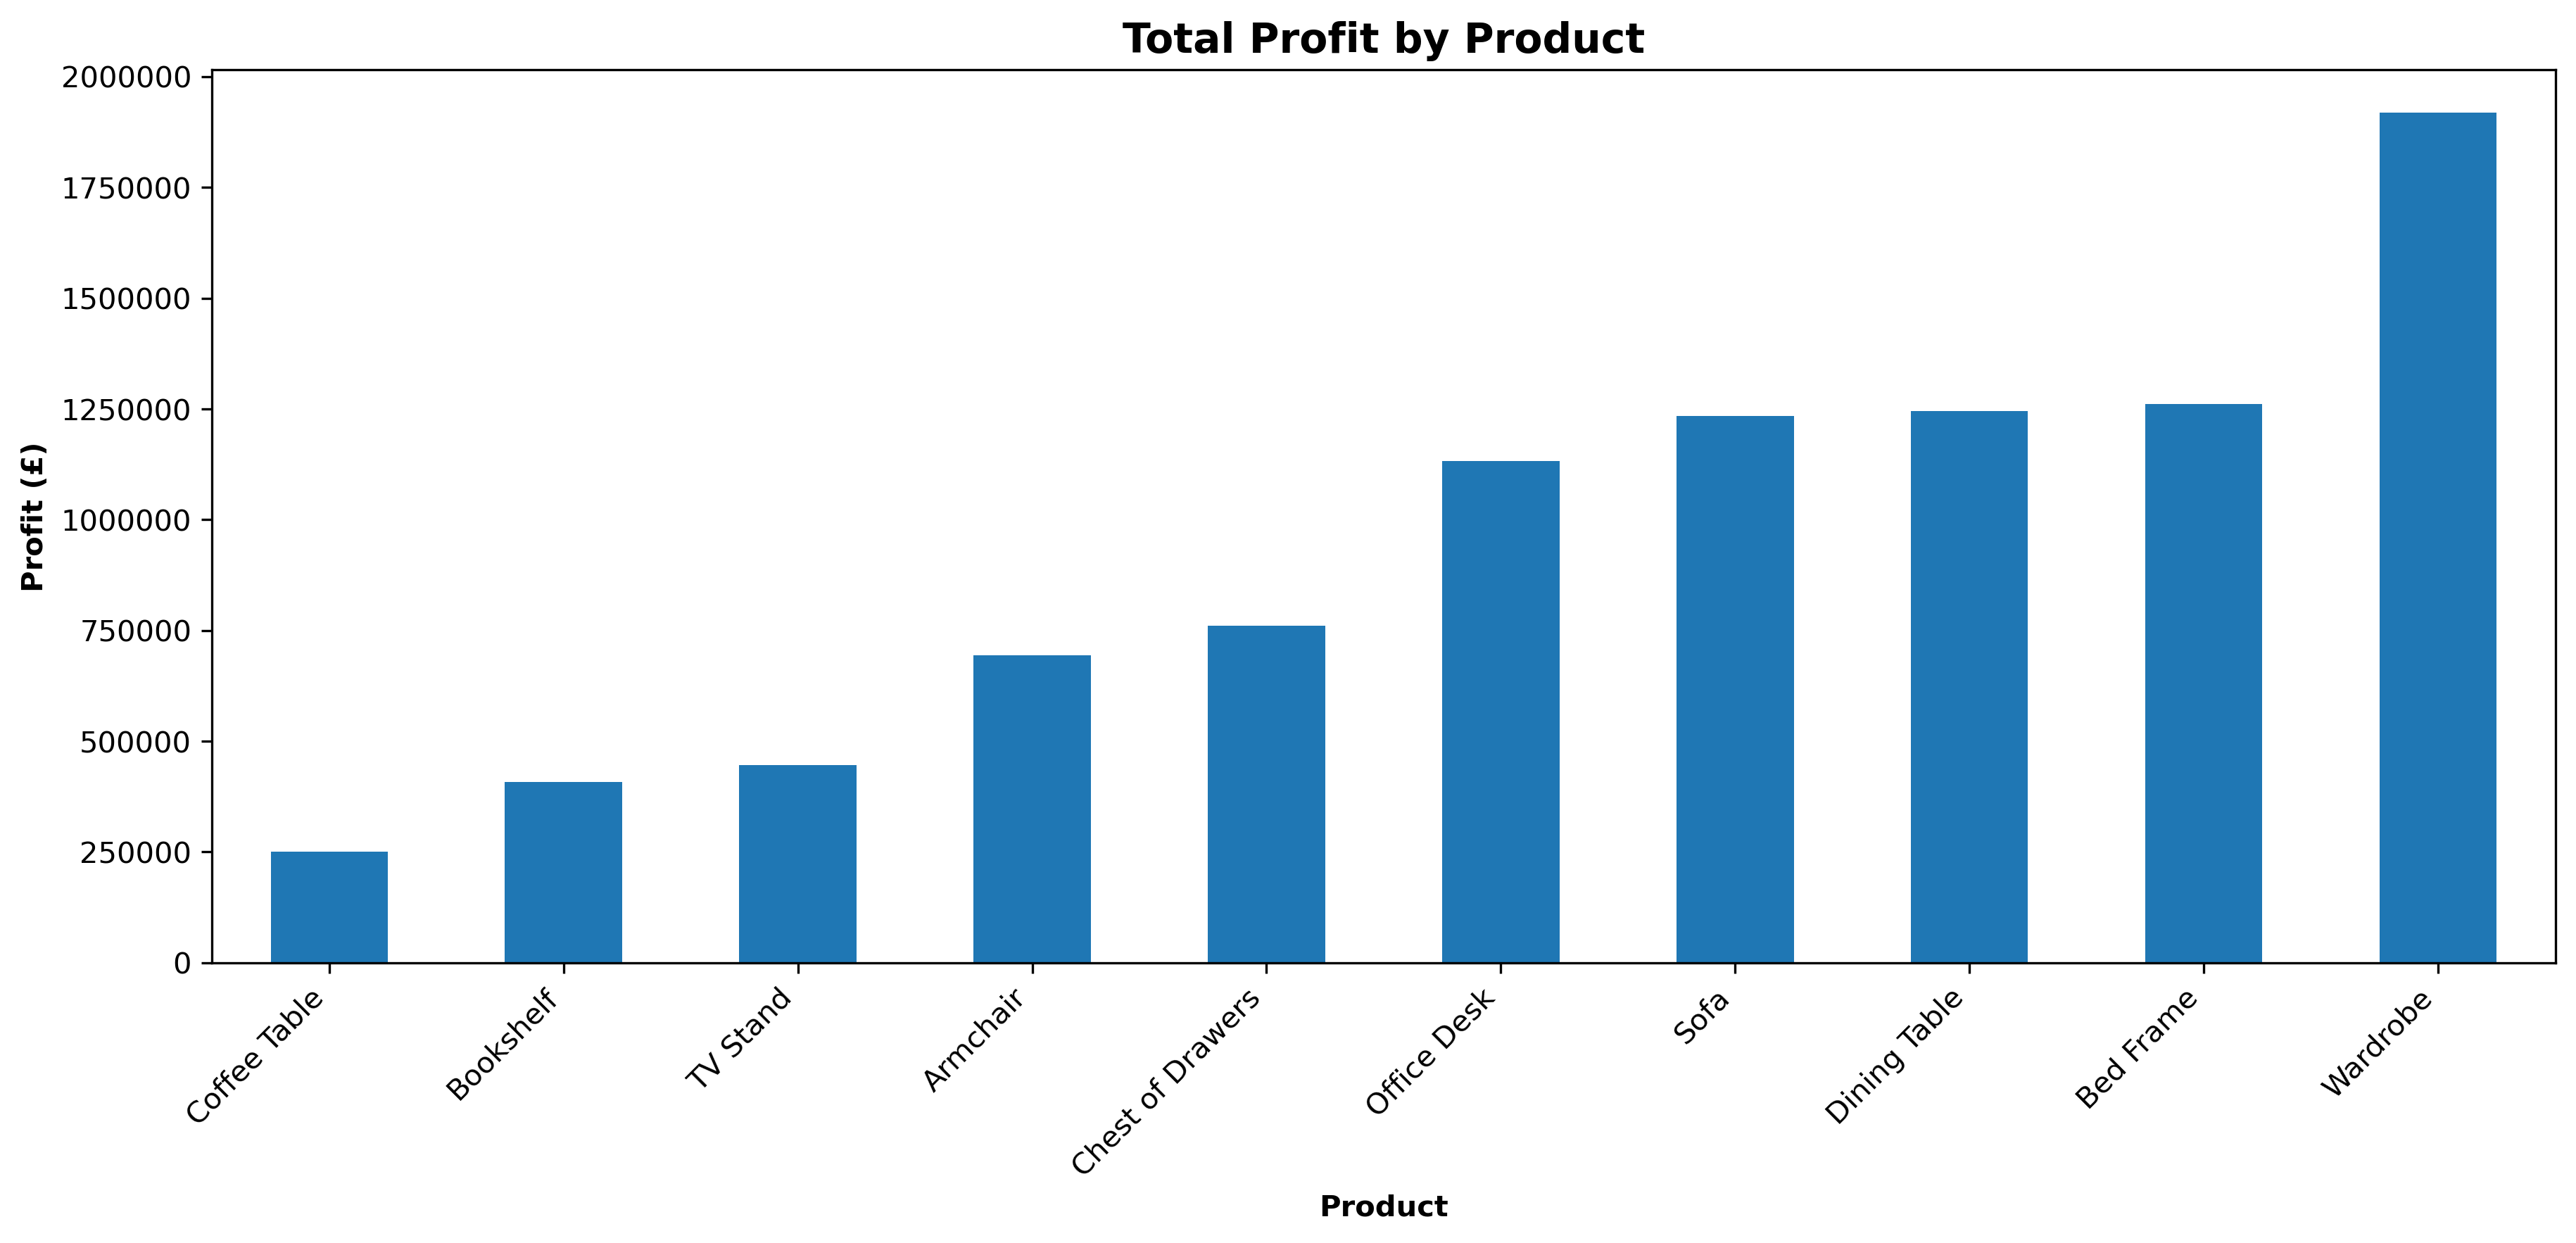 Total Profit by Product
Profit (£)
2000000
1750000
1500000
1250000
1000000
750000
500000
250000
0
Coffee Table
Bookshelf
TV Stand
Armchair
Chest of Drawers
Office Desk
Sofa
Dining Table
Bed Frame
Wardrobe
Product